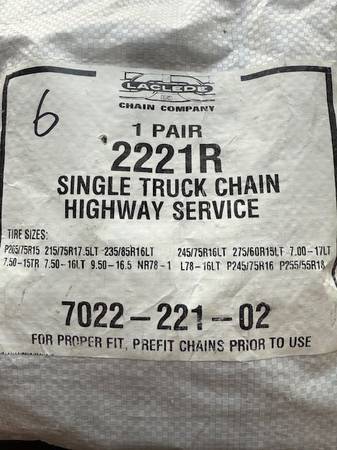 LACLEDE
CHAIN COMPANY
6
1 PAIR
2221R
SINGLE TRUCK CHAIN
HIGHWAY SERVICE
TIRE SIZES:
P265/75R15 215/75R17.5LT 235/85R16LT 245/75R16LT 275/60R15LT 7.00-17LT
7.50-15TR 7.50-16LT 9.50-16.5 NR78-1 L78-16LT P245/75R16 P255/55R18
7022-221-02
FOR PROPER FIT, PREFIT CHAINS PRIOR TO USE